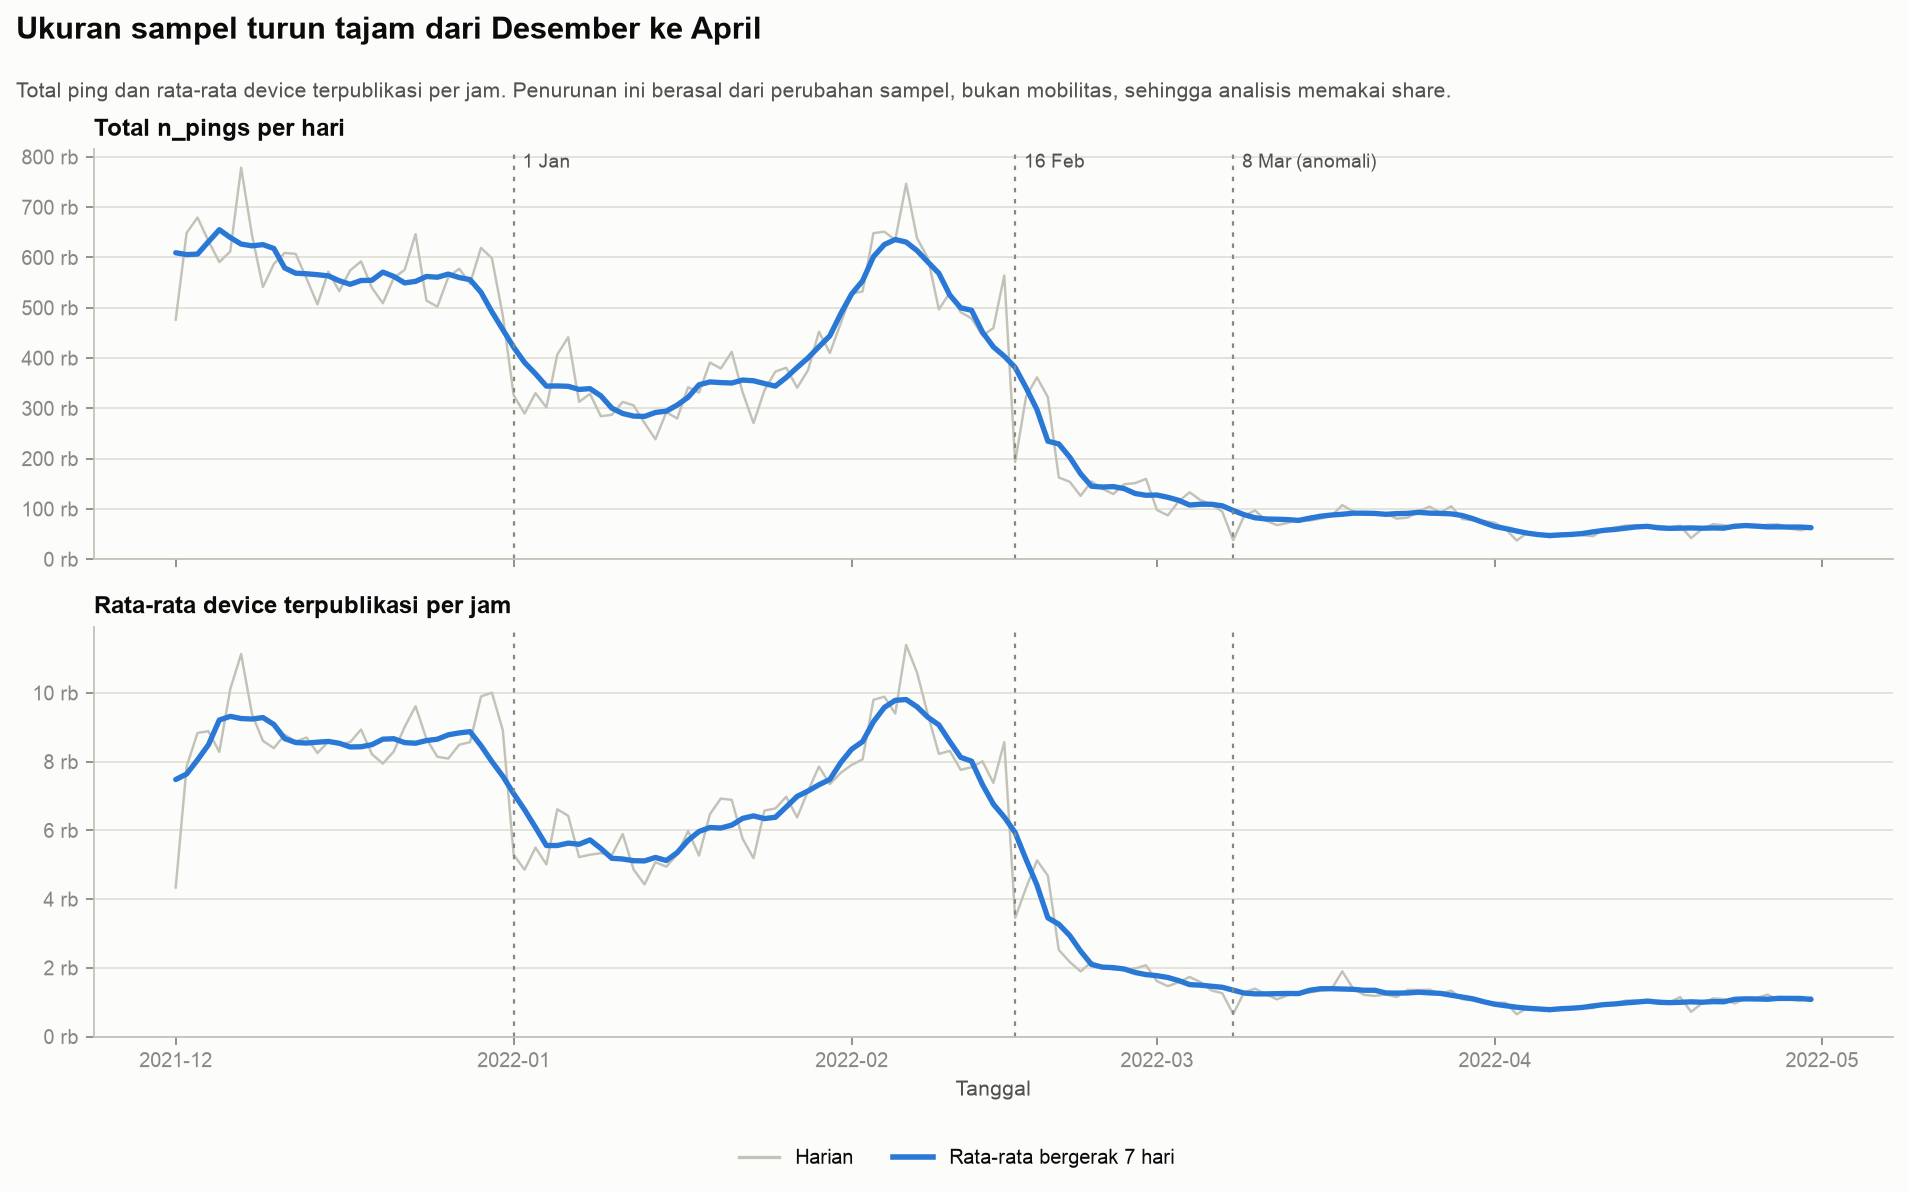 Ukuran sampel turun tajam dari Desember ke April
Total ping dan rata-rata device terpublikasi per jam. Penurunan ini berasal dari perubahan sampel, bukan mobilitas, sehingga analisis memakai share.
Total n_pings per hari
800 rb
700 rb
600 rb
500 rb
400 rb
300 rb
200 rb
100 rb
0 rb
1 Jan
16 Feb
8 Mar (anomali)
Rata-rata device terpublikasi per jam
10 rb
8 rb
6 rb
4 rb
2 rb
0 rb
2021-12
2022-01
2022-02
2022-03
2022-04
2022-05
Tanggal
Harian
Rata-rata bergerak 7 hari